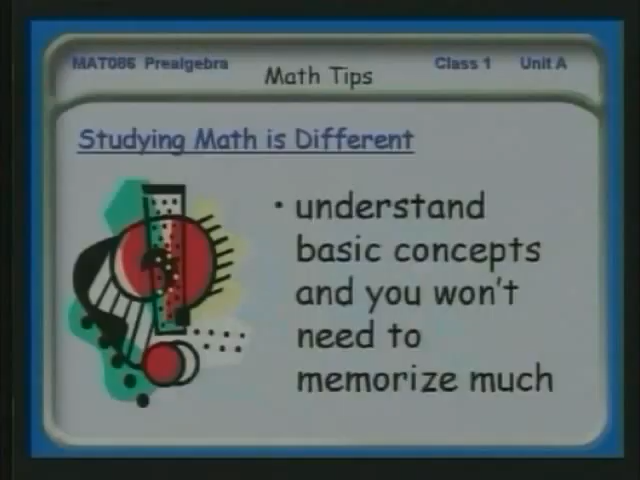 MAT086 Prealgebra Math Tips Class 1 Unit A
Studying Math is Different
• understand
basic concepts
and you won't
need to
memorize much